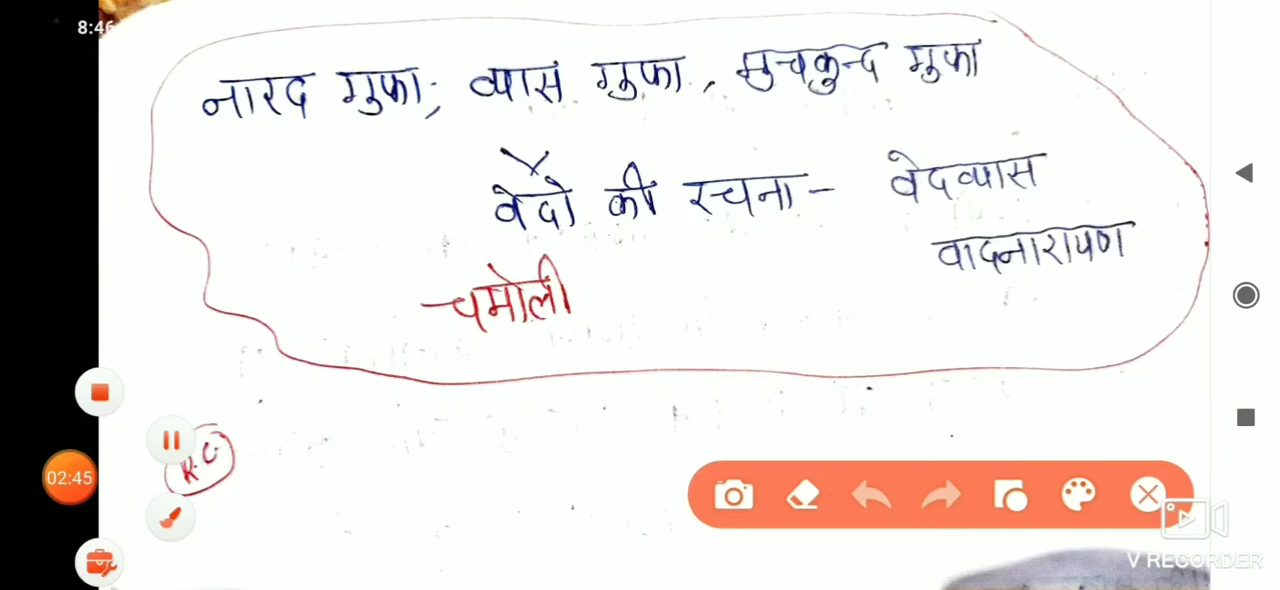 8:46
नारद गुफा, व्यास गुफा, मुचकुन्द गुफा
वेदों की रचना - वेदव्यास
वादनारायण
चमोली
R.C.
02:45
V RECORDER